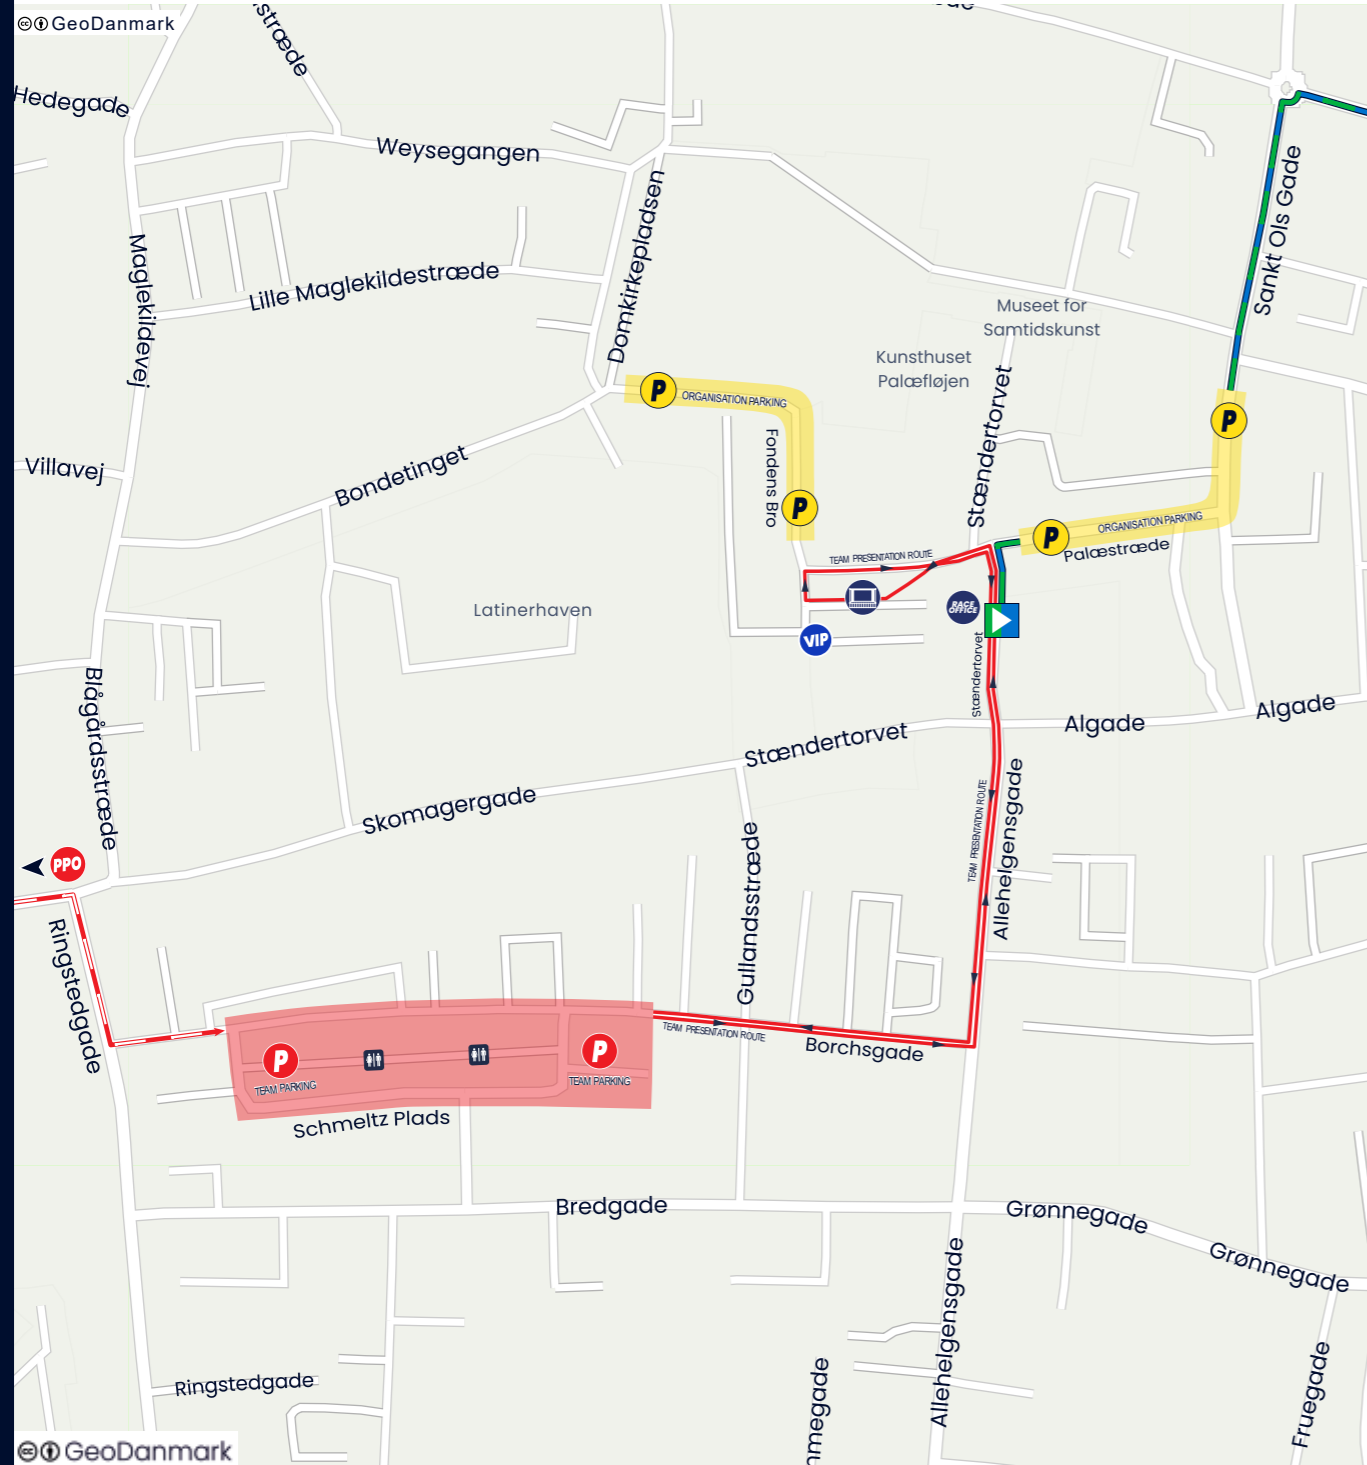 GeoDanmark
stræde
Hedegade
Weysegangen
Sankt Ols Gade
Domkirkepladsen
Maglekildevej
Lille Maglekildestræde
Museet for
Samtidskunst
Kunsthuset
Palæfløjen
Stændertorvet
P
ORGANISATION PARKING
P
Fondens Bro
Villavej
Bondetinget
P
P
ORGANISATION PARKING
Palæstræde
TEAM PRESENTATION ROUTE
RACE
OFFICE
Latinerhaven
VIP
Stændertorvet
Blågårdsstræde
Algade
Algade
Stændertorvet
Skomagergade
TEAM PRESENTATION ROUTE
Allehelgensgade
Gullandsstræde
PPO
Ringstedgade
TEAM PRESENTATION ROUTE
Borchsgade
P
TEAM PARKING
P
TEAM PARKING
Schmeltz Plads
Bredgade
Grønnegade
Grønnegade
Allehelgensgade
Ringstedgade
mmegade
Fruegade
GeoDanmark